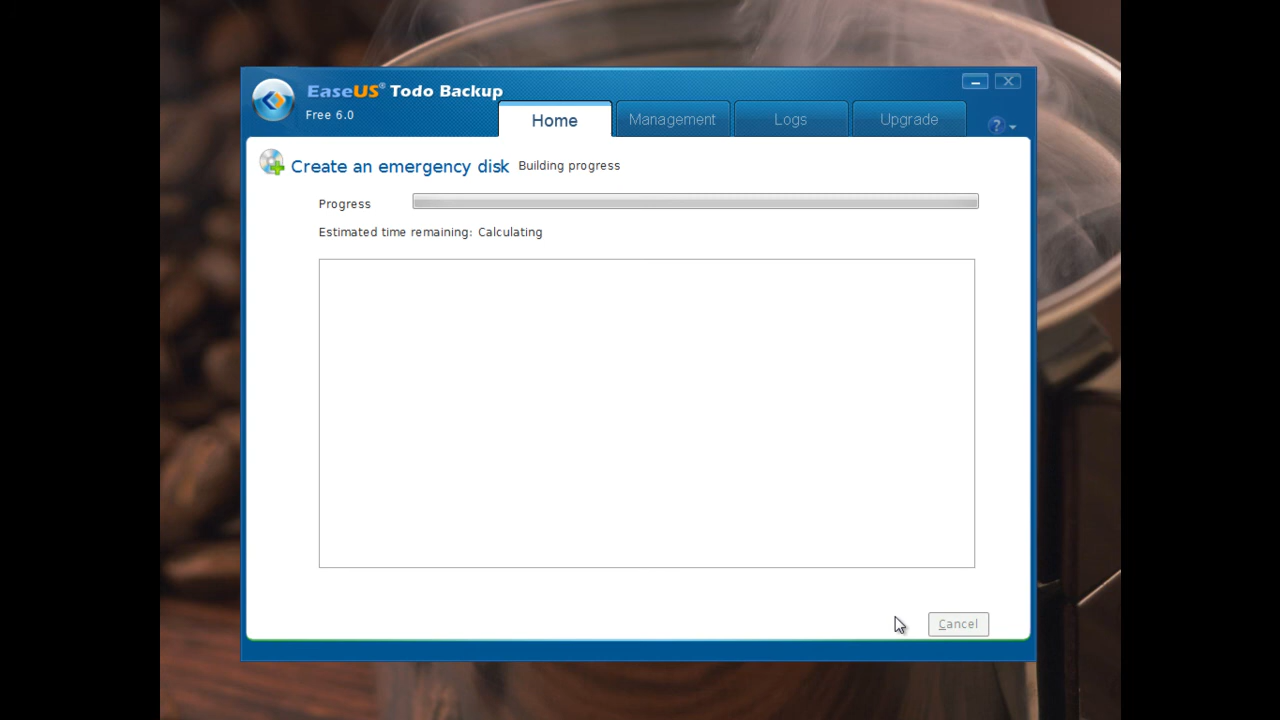 EaseUS® Todo Backup
Free 6.0
Home
Management
Logs
Upgrade
?
Create an emergency disk Building progress
Progress
Estimated time remaining: Calculating
Cancel